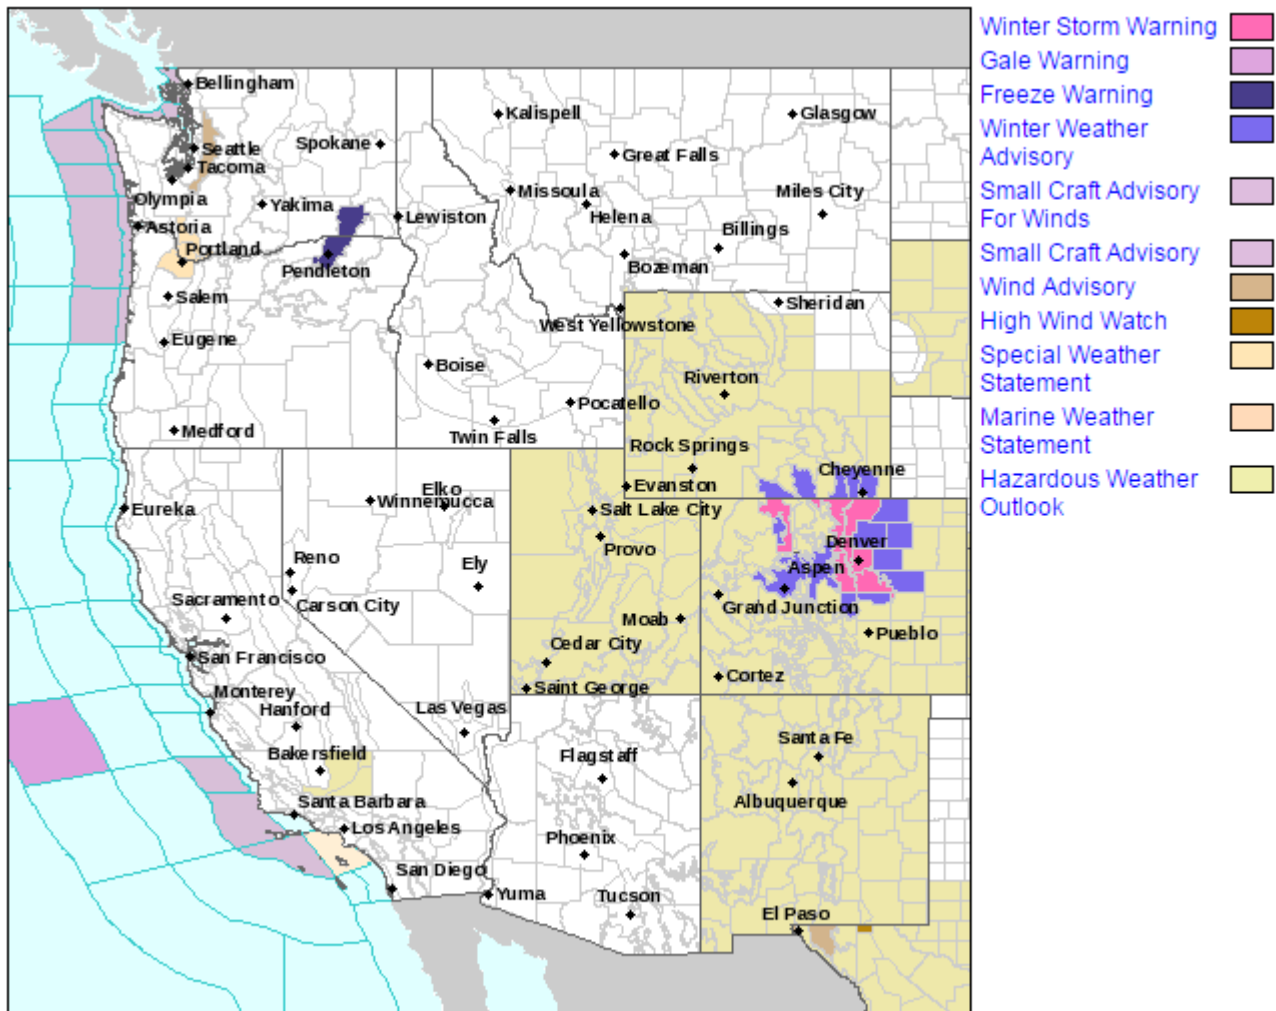 Winter Storm Warning
Gale Warning
Freeze Warning
Winter Weather
Advisory
Small Craft Advisory
For Winds
Small Craft Advisory
Wind Advisory
High Wind Watch
Special Weather
Statement
Marine Weather
Statement
Hazardous Weather
Outlook
Bellingham
Kalispell
Glasgow
Spokane
Seattle
Great Falls
Tacoma
Missoula
Miles City
Olympia
Yakima
Lewiston
Helena
Astoria
Billings
Portland
Pendleton
Bozeman
Salem
Sheridan
West Yellowstone
Eugene
Boise
Riverton
Pocatello
Medford
Twin Falls
Rock Springs
Cheyenne
Elko
Evanston
Winnemucca
Eureka
Salt Lake City
Denver
Provo
Reno
Ely
Aspen
Sacramento
Carson City
Grand Junction
Moab
Pueblo
Cedar City
San Francisco
Cortez
Saint George
Monterey
Hanford
Las Vegas
Santa Fe
Bakersfield
Flagstaff
Santa Barbara
Albuquerque
Los Angeles
Phoenix
San Diego
Yuma
Tucson
El Paso